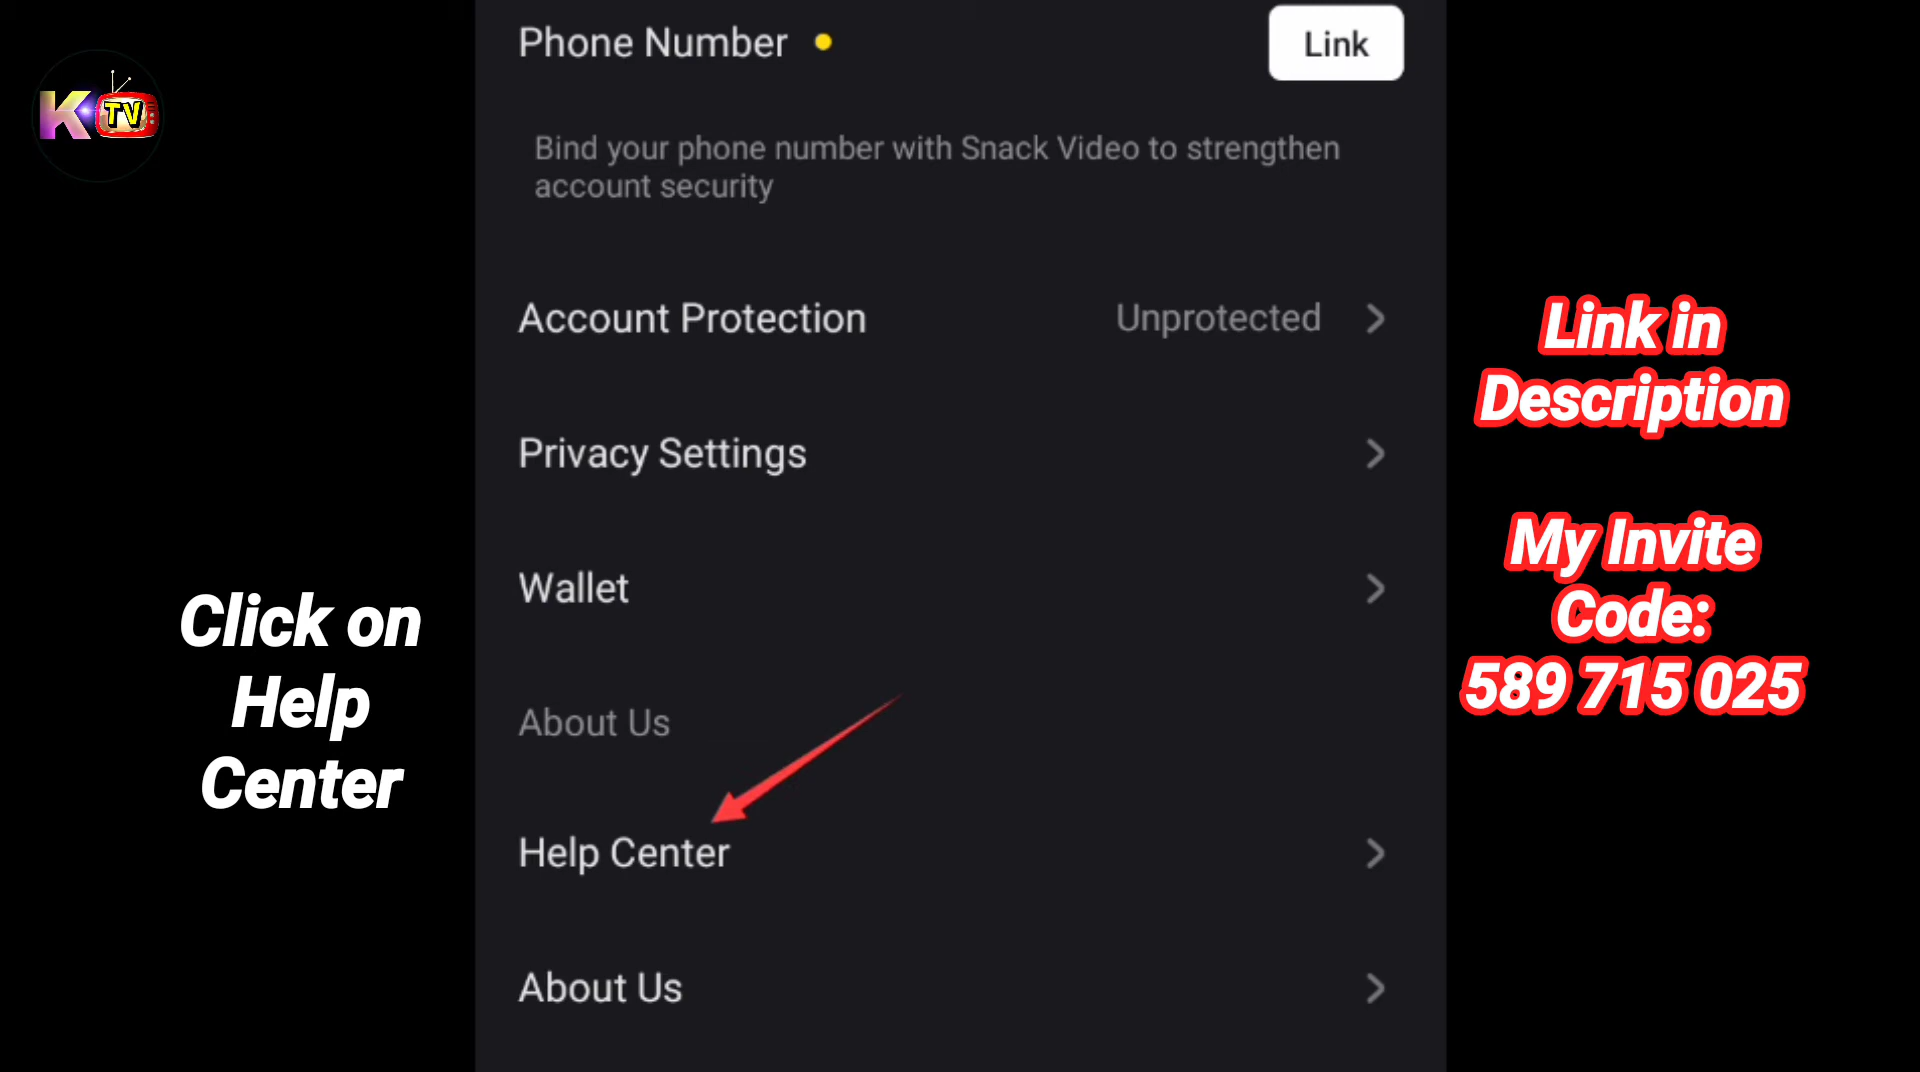 K TV
Phone Number
Link
Bind your phone number with Snack Video to strengthen
account security
Account Protection
Unprotected
Privacy Settings
Wallet
About Us
Help Center
About Us
Click on
Help
Center
Link in
Description
My Invite
Code:
589 715 025